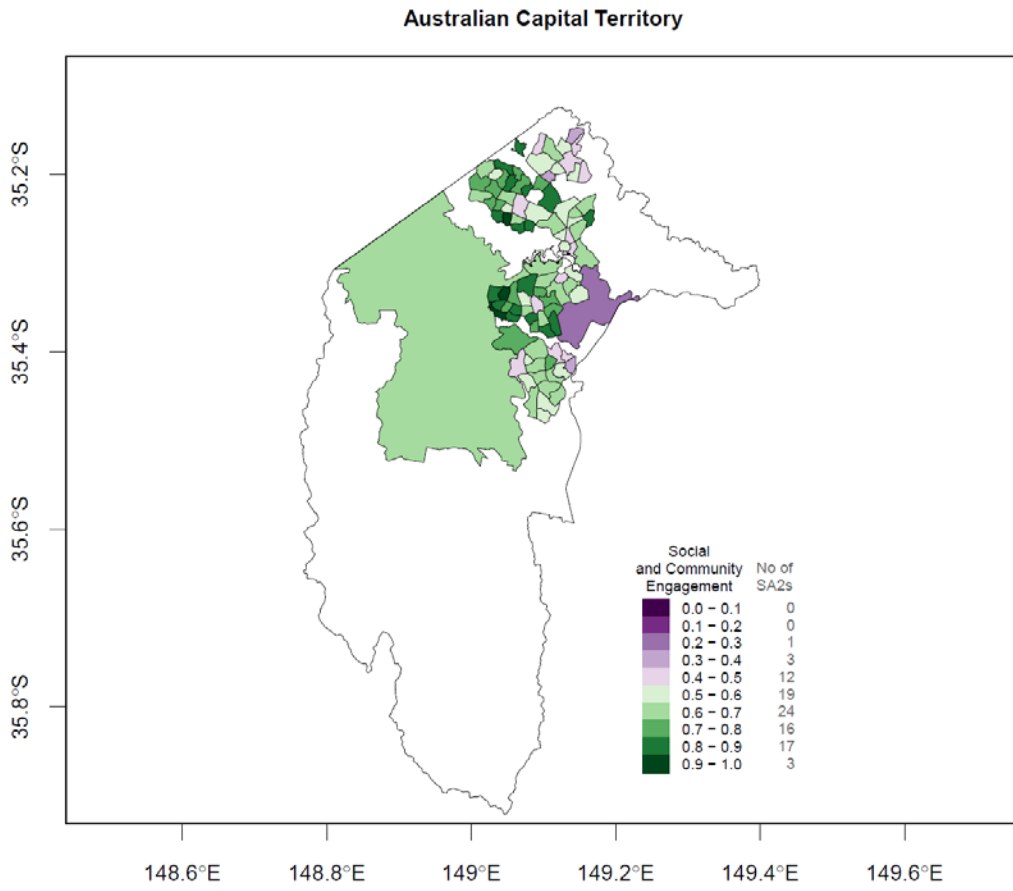 Australian Capital Territory
35.2°S
35.4°S
35.6°S
35.8°S
148.6°E
148.8°E
149°E
149.2°E
149.4°E
149.6°E
Social
and Community
Engagement
No of
SA2s
0.0 − 0.1 0
0.1 − 0.2 0
0.2 − 0.3 1
0.3 − 0.4 3
0.4 − 0.5 12
0.5 − 0.6 19
0.6 − 0.7 24
0.7 − 0.8 16
0.8 − 0.9 17
0.9 − 1.0 3